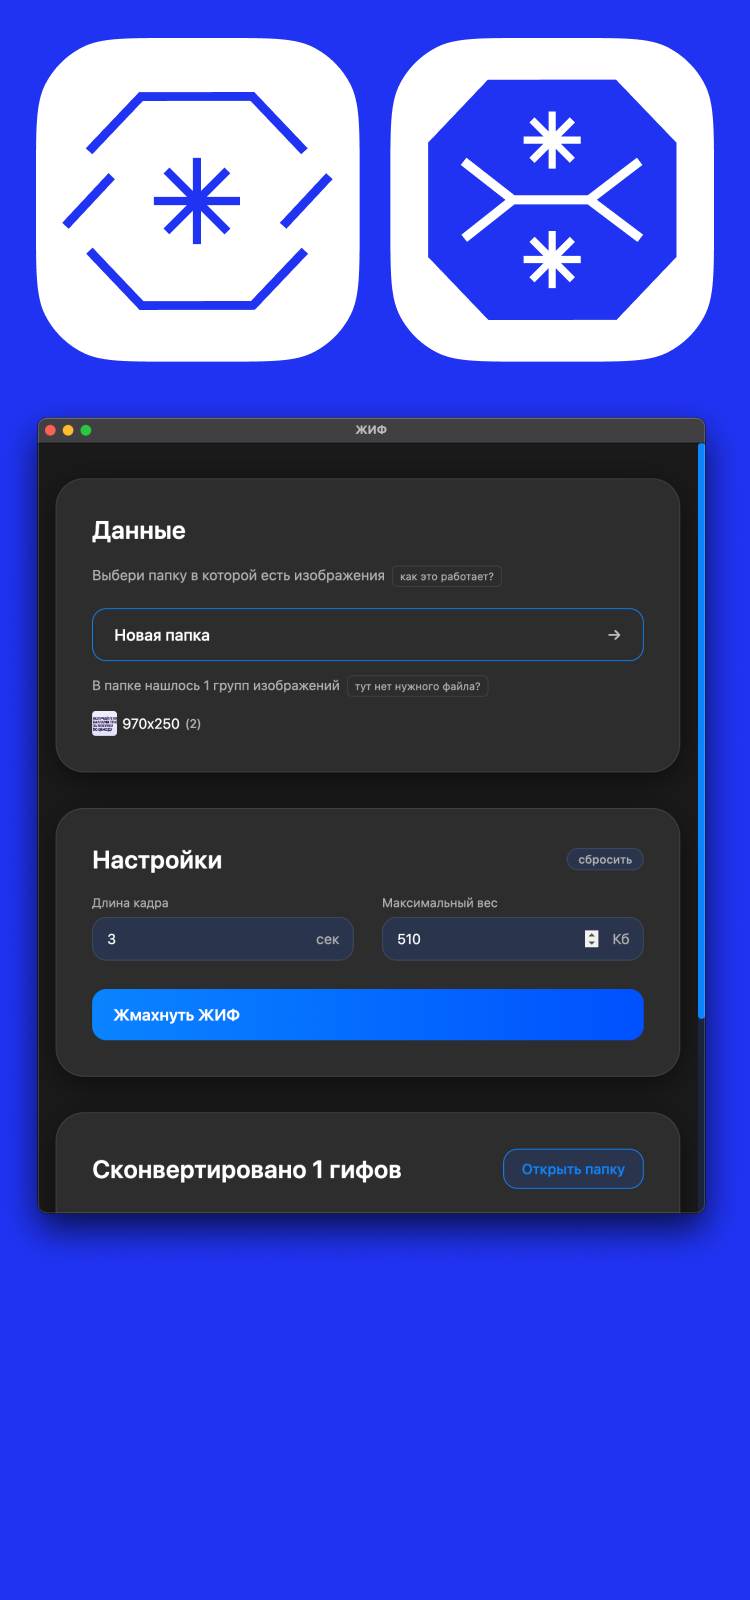 ЖИФ
Данные
Выбери папку в которой есть изображения как это работает?
Новая папка →
В папке нашлось 1 групп изображений тут нет нужного файла?
970x250 (2)
Настройки сбросить
Длина кадра Максимальный вес
3 сек 510 Кб
Жмахнуть ЖИФ
Сконвертировано 1 гифов Открыть папку